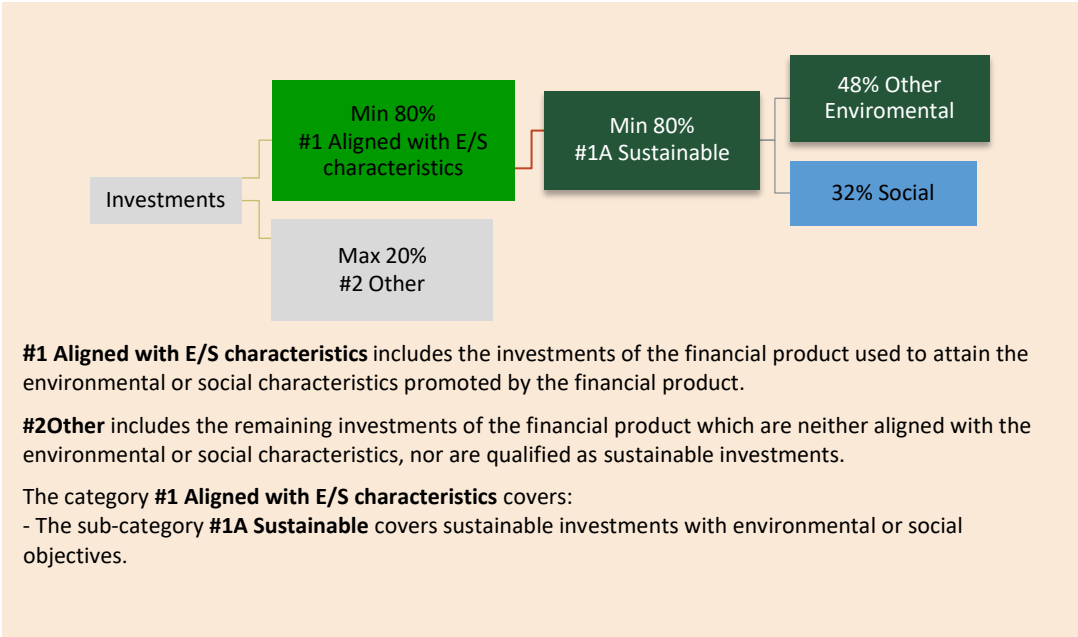 Investments
Min 80%
#1 Aligned with E/S
characteristics
Max 20%
#2 Other
Min 80%
#1A Sustainable
48% Other
Enviromental
32% Social
#1 Aligned with E/S characteristics includes the investments of the financial product used to attain the
environmental or social characteristics promoted by the financial product.
#2Other includes the remaining investments of the financial product which are neither aligned with the
environmental or social characteristics, nor are qualified as sustainable investments.
The category #1 Aligned with E/S characteristics covers:
- The sub-category #1A Sustainable covers sustainable investments with environmental or social
objectives.